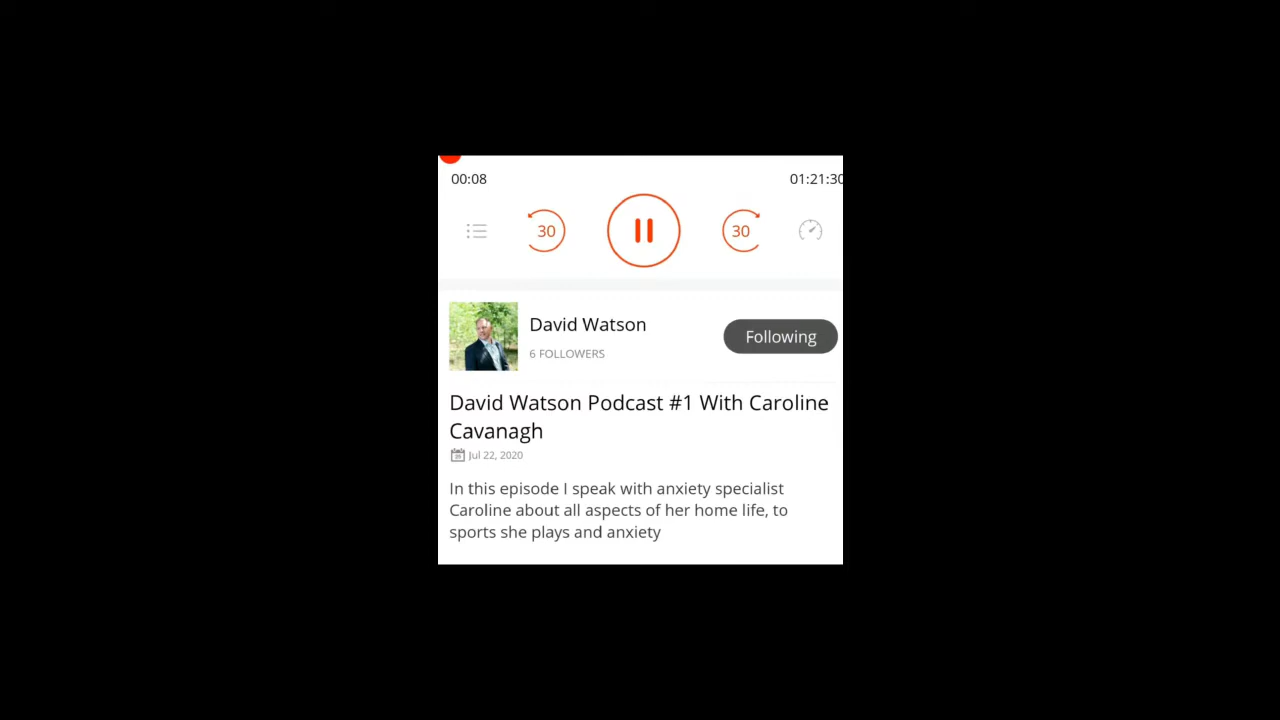 00:08 01:21:30
30 30
David Watson
Following
6 FOLLOWERS
David Watson Podcast #1 With Caroline
Cavanagh
Jul 22, 2020
In this episode I speak with anxiety specialist
Caroline about all aspects of her home life, to
sports she plays and anxiety